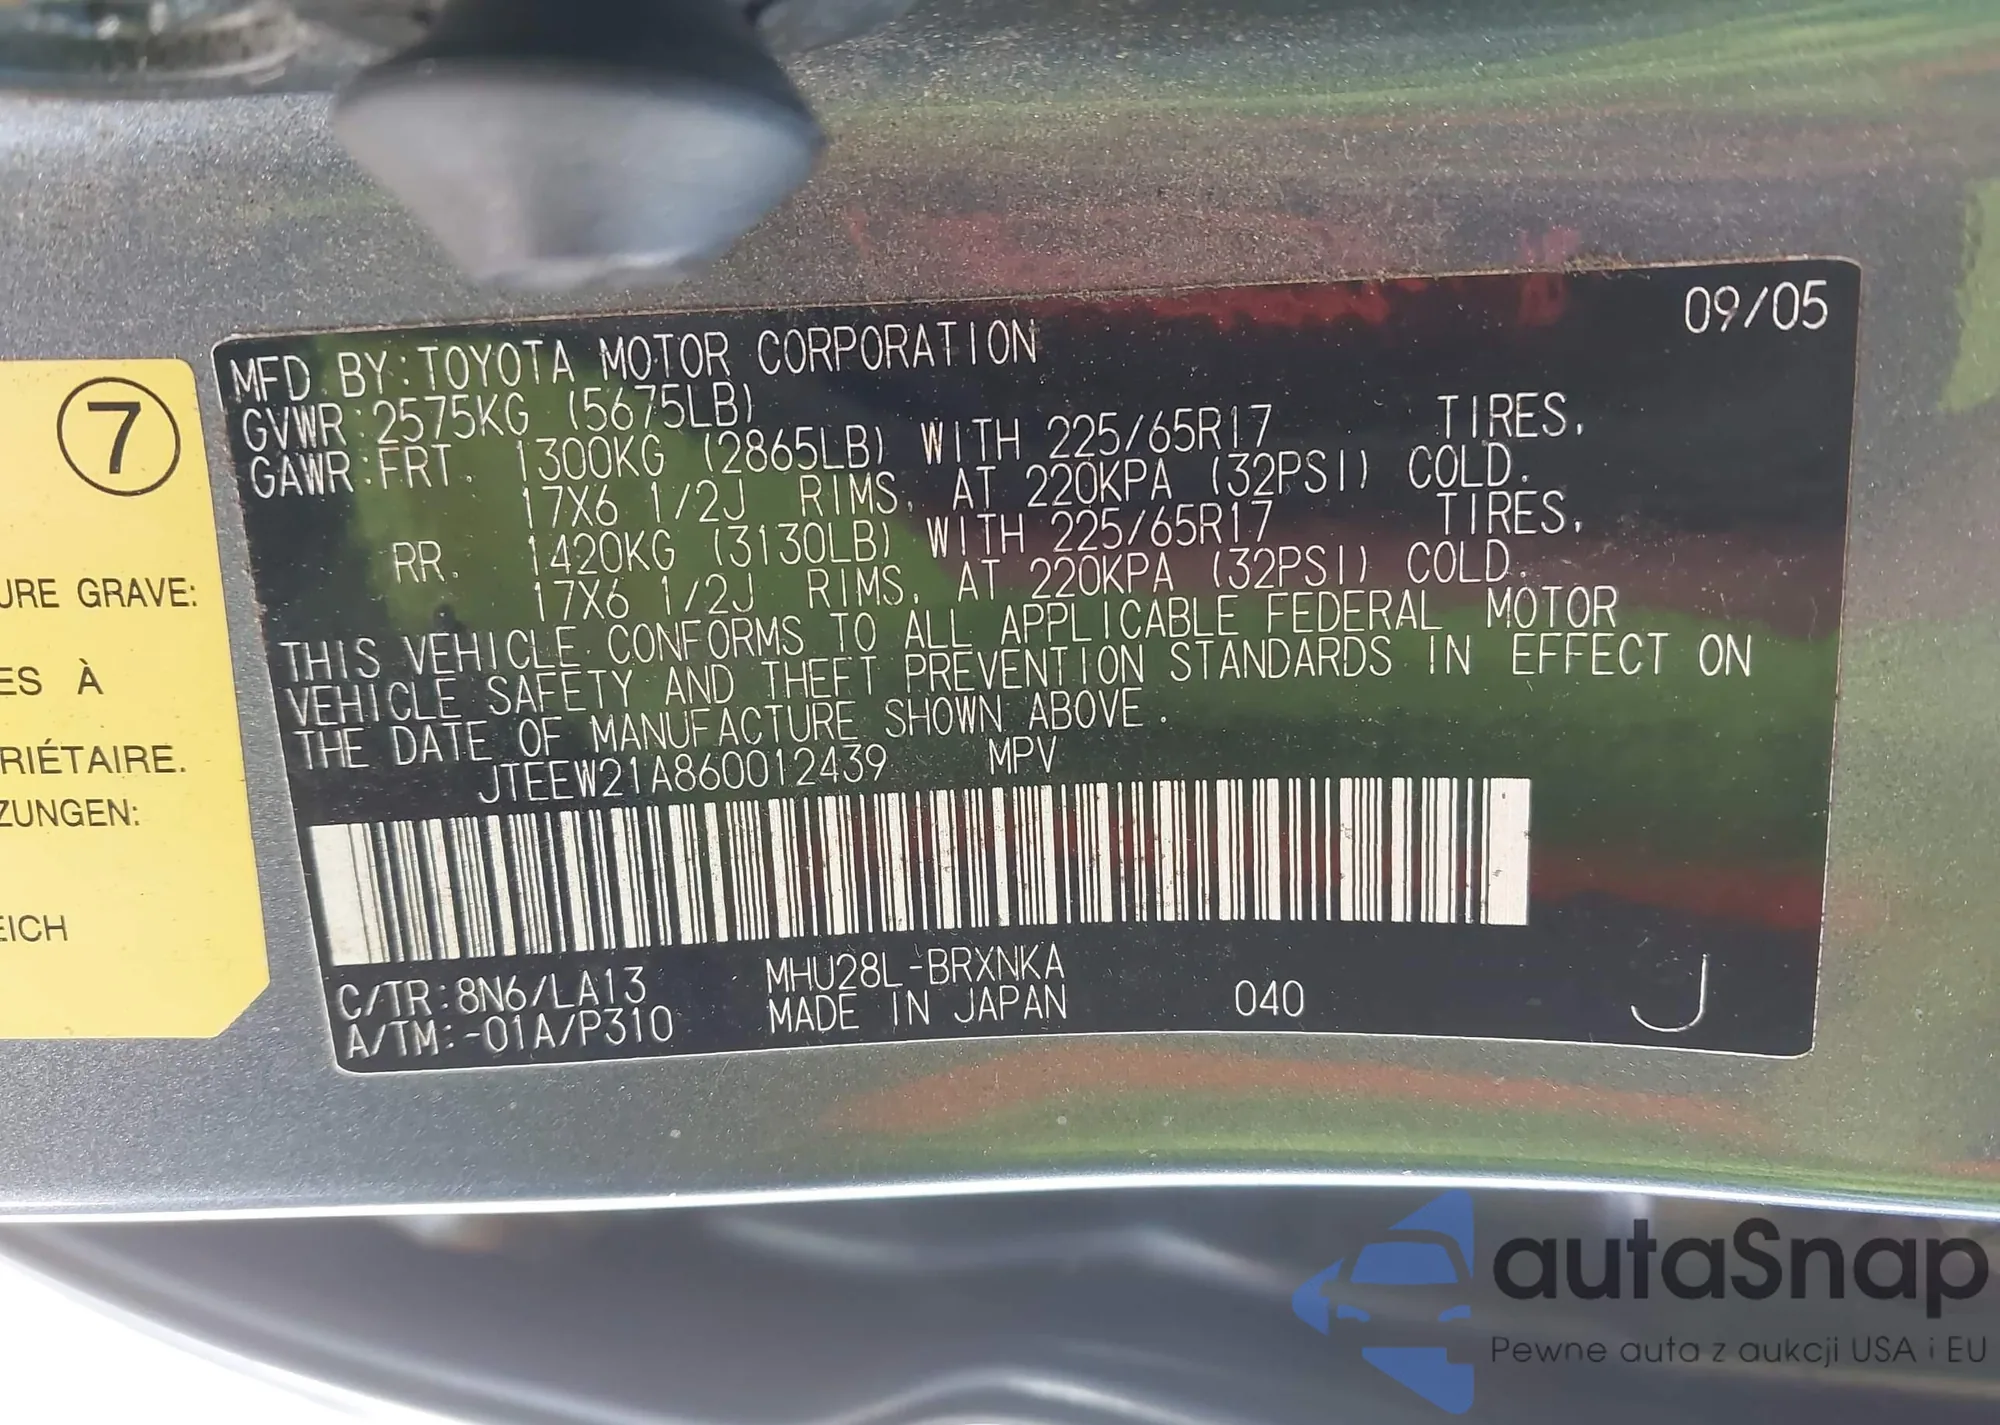 7
URE GRAVE:
ES À
RIÉTAIRE.
ZUNGEN:
EICH
09/05
MFD. BY:TOYOTA MOTOR CORPORATION
GVWR:2575KG (5675LB)
GAWR:FRT. 1300KG (2865LB) WITH 225/65R17 TIRES,
17X6 1/2J RIMS, AT 220KPA (32PSI) COLD.
RR. 1420KG (3130LB) WITH 225/65R17 TIRES,
17X6 1/2J RIMS, AT 220KPA (32PSI) COLD.
THIS VEHICLE CONFORMS TO ALL APPLICABLE FEDERAL MOTOR
VEHICLE SAFETY AND THEFT PREVENTION STANDARDS IN EFFECT ON
THE DATE OF MANUFACTURE SHOWN ABOVE.
JTEEW21A860012439 MPV
C/TR:8N6/LA13 MHU28L-BRXNKA
A/TM:-01A/P310 MADE IN JAPAN 040 J
autaSnap
Pewne auta z aukcji USA i EU